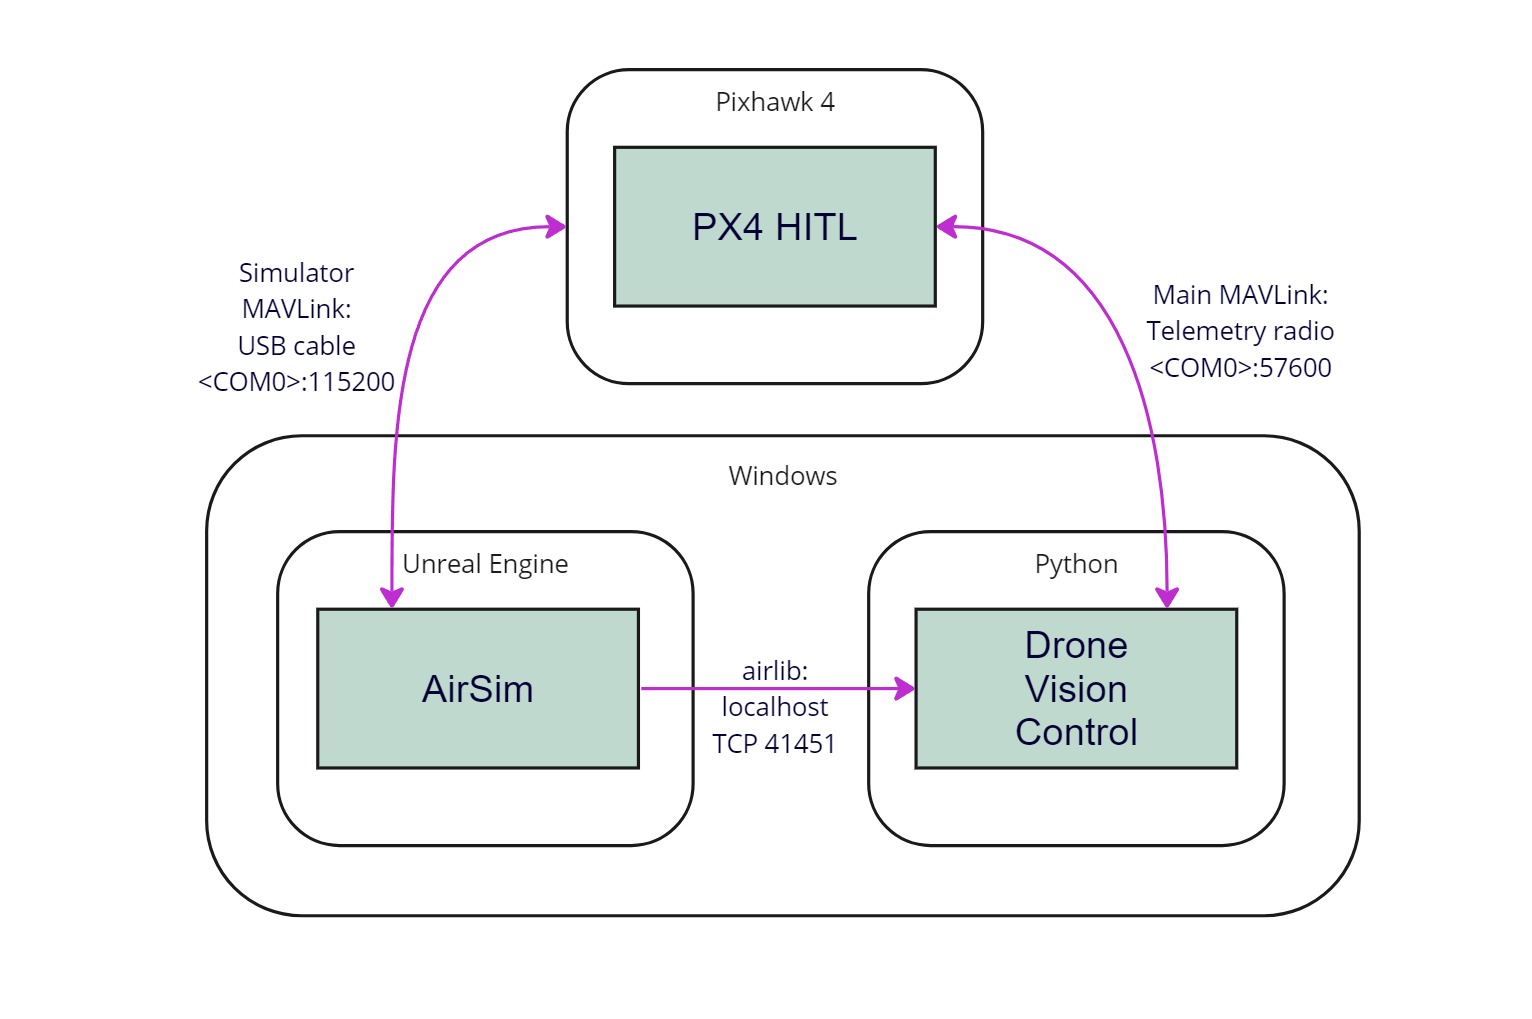 Pixhawk 4
PX4 HITL
Simulator
MAVLink:
USB cable
<COM0>:115200
Main MAVLink:
Telemetry radio
<COM0>:57600
Windows
Unreal Engine
AirSim
airlib:
localhost
TCP 41451
Python
Drone
Vision
Control